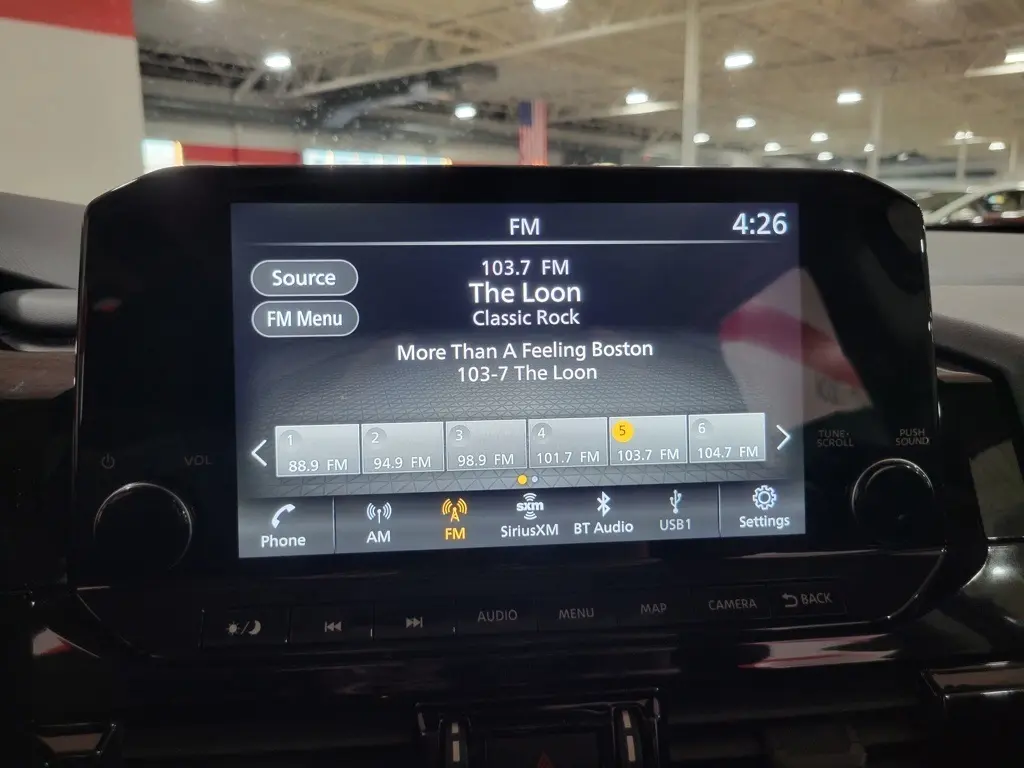 FM
4:26
Source
FM Menu
103.7 FM
The Loon
Classic Rock
More Than A Feeling Boston
103-7 The Loon
1
88.9 FM
2
94.9 FM
3
98.9 FM
4
101.7 FM
5
103.7 FM
6
104.7 FM
Phone
AM
FM
sxm
SiriusXM
BT Audio
USB1
Settings
VOL
TUNE·
SCROLL
PUSH
SOUND
AUDIO
MENU
MAP
CAMERA
BACK